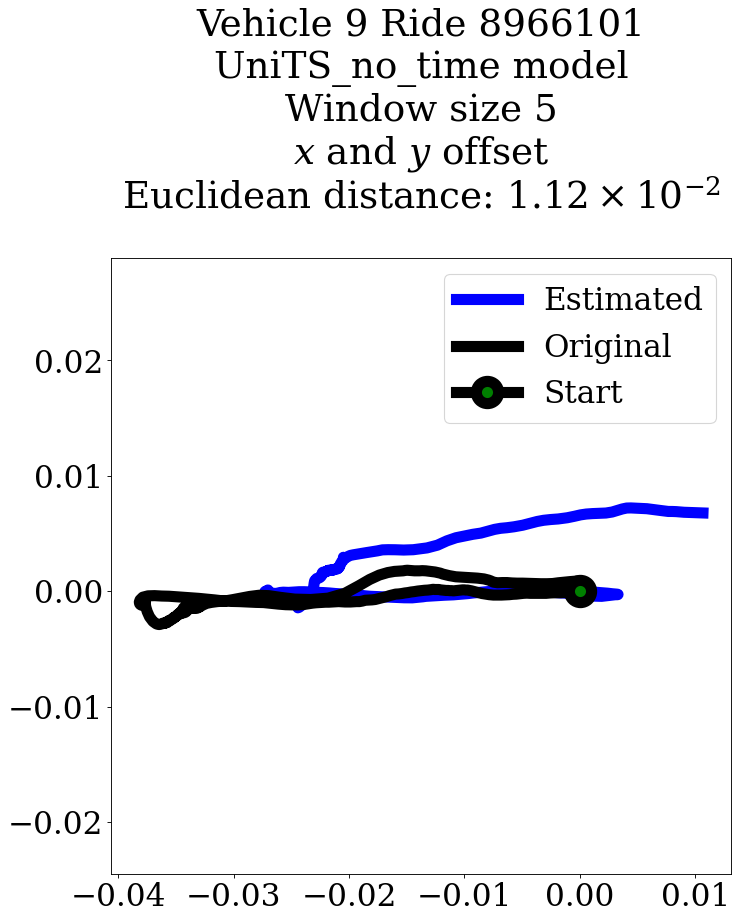 Vehicle 9 Ride 8966101
UniTS_no_time model
Window size 5
x and y offset
Euclidean distance: 1.12 × 10⁻²
Estimated
Original
Start
0.02
0.01
0.00
−0.01
−0.02
−0.04 −0.03 −0.02 −0.01 0.00 0.01